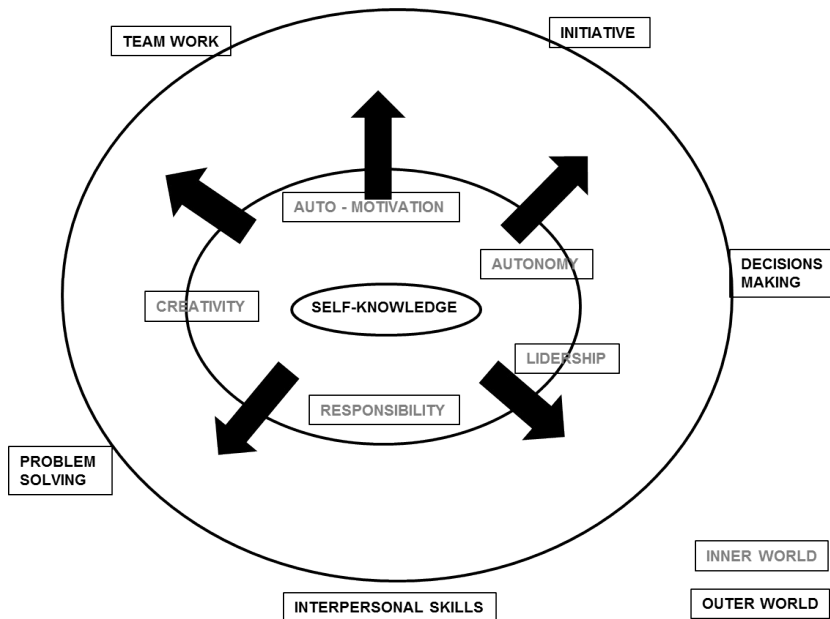 TEAM WORK
INITIATIVE
AUTO - MOTIVATION
AUTONOMY
DECISIONS
MAKING
CREATIVITY
SELF-KNOWLEDGE
LIDERSHIP
RESPONSIBILITY
PROBLEM
SOLVING
INNER WORLD
INTERPERSONAL SKILLS
OUTER WORLD